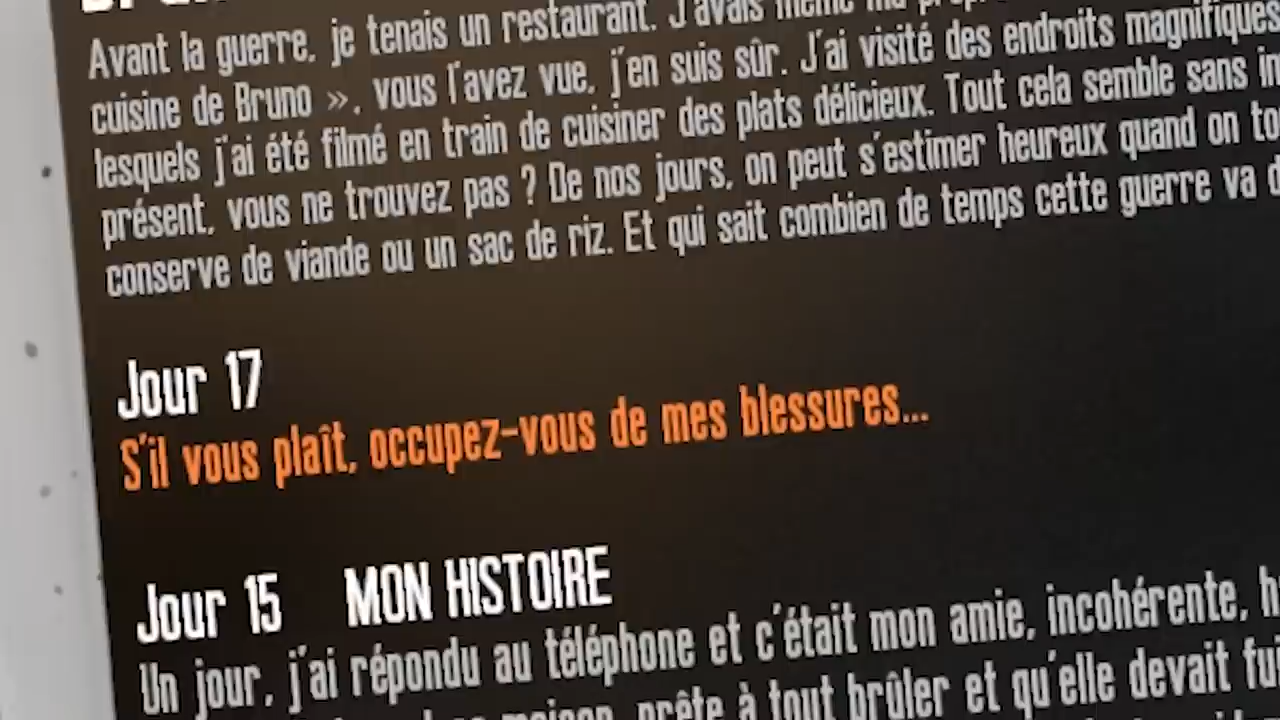 Avant la guerre, je tenais un restaurant. J'avais même ma
cuisine de Bruno », vous l'avez vue, j'en suis sûr. J'ai visité des endroits magnifiques
lesquels j'ai été filmé en train de cuisiner des plats délicieux. Tout cela semble sans
présent, vous ne trouvez pas ? De nos jours, on peut s'estimer heureux quand on
conserve de viande ou un sac de riz. Et qui sait combien de temps cette guerre va
Jour 17
S'il vous plaît, occupez-vous de mes blessures...
Jour 15 MON HISTOIRE
Un jour, j'ai répondu au téléphone et c'était mon amie, incohérente,
maison, prête à tout brûler et qu'elle devait